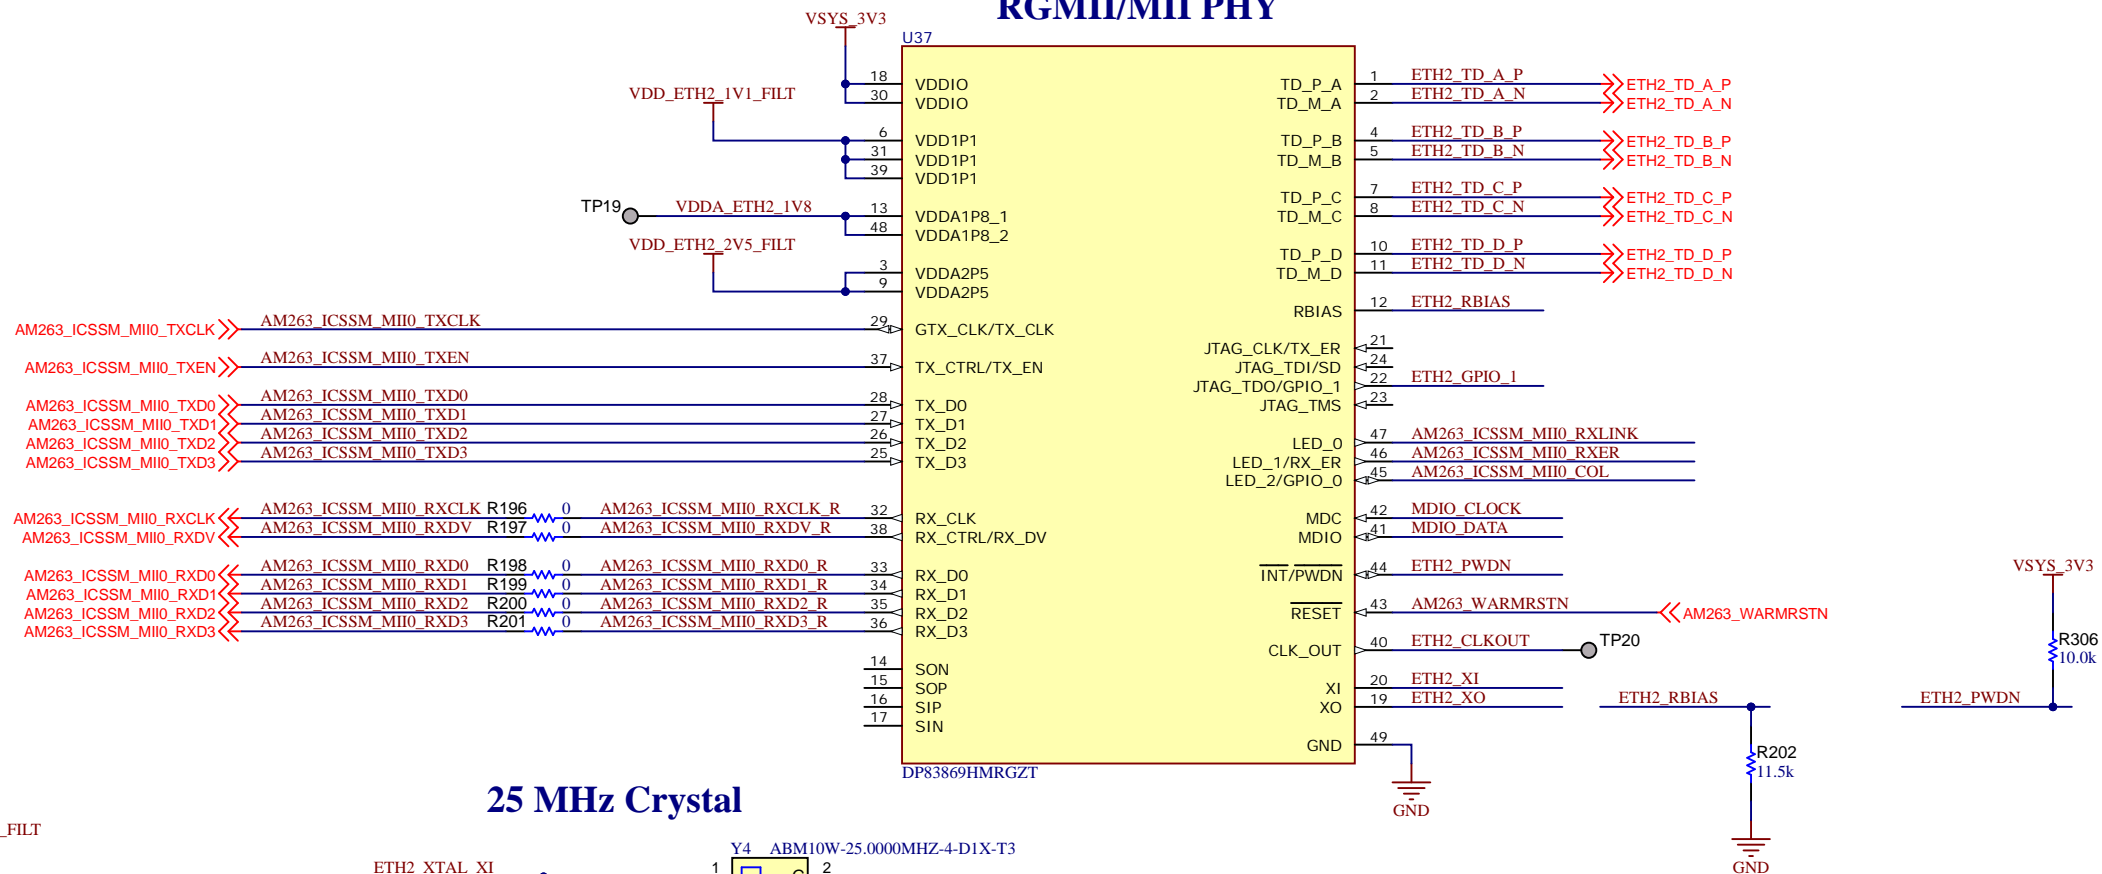 RGMII/MII PHY
VSYS_3V3
U37
18 VDDIO
30 VDDIO
VDD_ETH2_1V1_FILT
6 VDD1P1
31 VDD1P1
39 VDD1P1
TP19 VDDA_ETH2_1V8 13 VDDA1P8_1
48 VDDA1P8_2
VDD_ETH2_2V5_FILT
3 VDDA2P5
9 VDDA2P5
AM263_ICSSM_MII0_TXCLK AM263_ICSSM_MII0_TXCLK 29 GTX_CLK/TX_CLK
AM263_ICSSM_MII0_TXEN AM263_ICSSM_MII0_TXEN 37 TX_CTRL/TX_EN
AM263_ICSSM_MII0_TXD0 AM263_ICSSM_MII0_TXD0 28 TX_D0
AM263_ICSSM_MII0_TXD1 AM263_ICSSM_MII0_TXD1 27 TX_D1
AM263_ICSSM_MII0_TXD2 AM263_ICSSM_MII0_TXD2 26 TX_D2
AM263_ICSSM_MII0_TXD3 AM263_ICSSM_MII0_TXD3 25 TX_D3
AM263_ICSSM_MII0_RXCLK AM263_ICSSM_MII0_RXCLK R196 0 AM263_ICSSM_MII0_RXCLK_R 32 RX_CLK
AM263_ICSSM_MII0_RXDV AM263_ICSSM_MII0_RXDV R197 0 AM263_ICSSM_MII0_RXDV_R 38 RX_CTRL/RX_DV
AM263_ICSSM_MII0_RXD0 AM263_ICSSM_MII0_RXD0 R198 0 AM263_ICSSM_MII0_RXD0_R 33 RX_D0
AM263_ICSSM_MII0_RXD1 AM263_ICSSM_MII0_RXD1 R199 0 AM263_ICSSM_MII0_RXD1_R 34 RX_D1
AM263_ICSSM_MII0_RXD2 AM263_ICSSM_MII0_RXD2 R200 0 AM263_ICSSM_MII0_RXD2_R 35 RX_D2
AM263_ICSSM_MII0_RXD3 AM263_ICSSM_MII0_RXD3 R201 0 AM263_ICSSM_MII0_RXD3_R 36 RX_D3
14 SON
15 SOP
16 SIP
17 SIN
TD_P_A 1 ETH2_TD_A_P ETH2_TD_A_P
TD_M_A 2 ETH2_TD_A_N ETH2_TD_A_N
TD_P_B 4 ETH2_TD_B_P ETH2_TD_B_P
TD_M_B 5 ETH2_TD_B_N ETH2_TD_B_N
TD_P_C 7 ETH2_TD_C_P ETH2_TD_C_P
TD_M_C 8 ETH2_TD_C_N ETH2_TD_C_N
TD_P_D 10 ETH2_TD_D_P ETH2_TD_D_P
TD_M_D 11 ETH2_TD_D_N ETH2_TD_D_N
RBIAS 12 ETH2_RBIAS
JTAG_CLK/TX_ER 21
JTAG_TDI/SD 24
JTAG_TDO/GPIO_1 22 ETH2_GPIO_1
JTAG_TMS 23
LED_0 47 AM263_ICSSM_MII0_RXLINK
LED_1/RX_ER 46 AM263_ICSSM_MII0_RXER
LED_2/GPIO_0 45 AM263_ICSSM_MII0_COL
MDC 42 MDIO_CLOCK
MDIO 41 MDIO_DATA
INT/PWDN 44 ETH2_PWDN
RESET 43 AM263_WARMRSTN AM263_WARMRSTN
CLK_OUT 40 ETH2_CLKOUT TP20
XI 20 ETH2_XI
XO 19 ETH2_XO
GND 49
GND
DP83869HMRGZT
ETH2_RBIAS
R202
11.5k
GND
VSYS_3V3
R306
10.0k
ETH2_PWDN
25 MHz Crystal
_FILT
Y4 ABM10W-25.0000MHZ-4-D1X-T3
ETH2_XTAL_XI 1 2